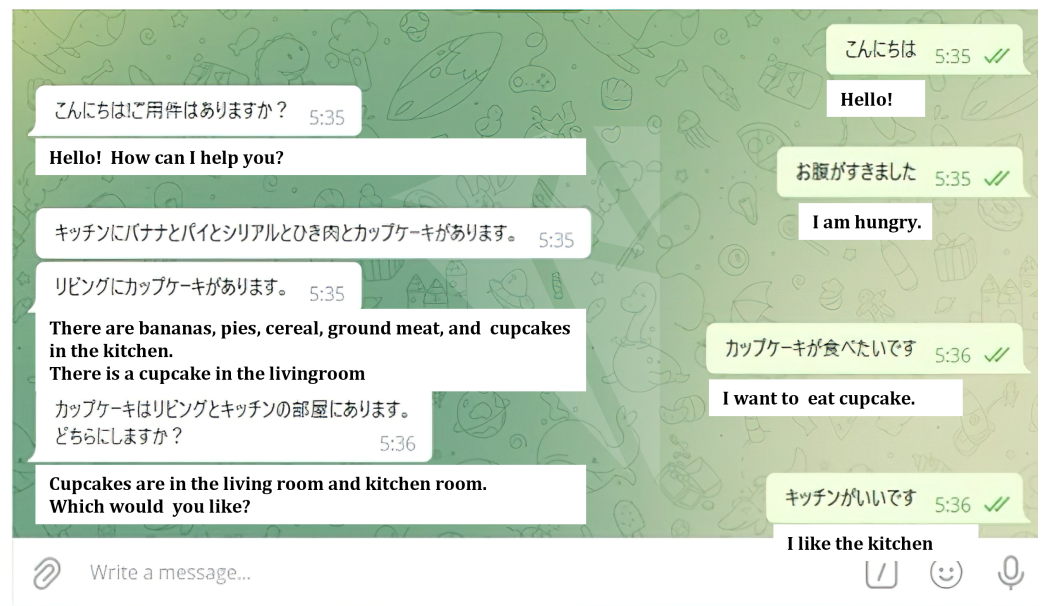 こんにちは 5:35
Hello!
こんにちは!ご用件はありますか？ 5:35
Hello! How can I help you?
お腹がすきました 5:35
I am hungry.
キッチンにバナナとパイとシリアルとひき肉とカップケーキがあります。 5:35
リビングにカップケーキがあります。 5:35
There are bananas, pies, cereal, ground meat, and cupcakes
in the kitchen.
There is a cupcake in the livingroom
カップケーキが食べたいです 5:36
I want to eat cupcake.
カップケーキはリビングとキッチンの部屋にあります。
どちらにしますか？ 5:36
Cupcakes are in the living room and kitchen room.
Which would you like?
キッチンがいいです 5:36
I like the kitchen
Write a message...